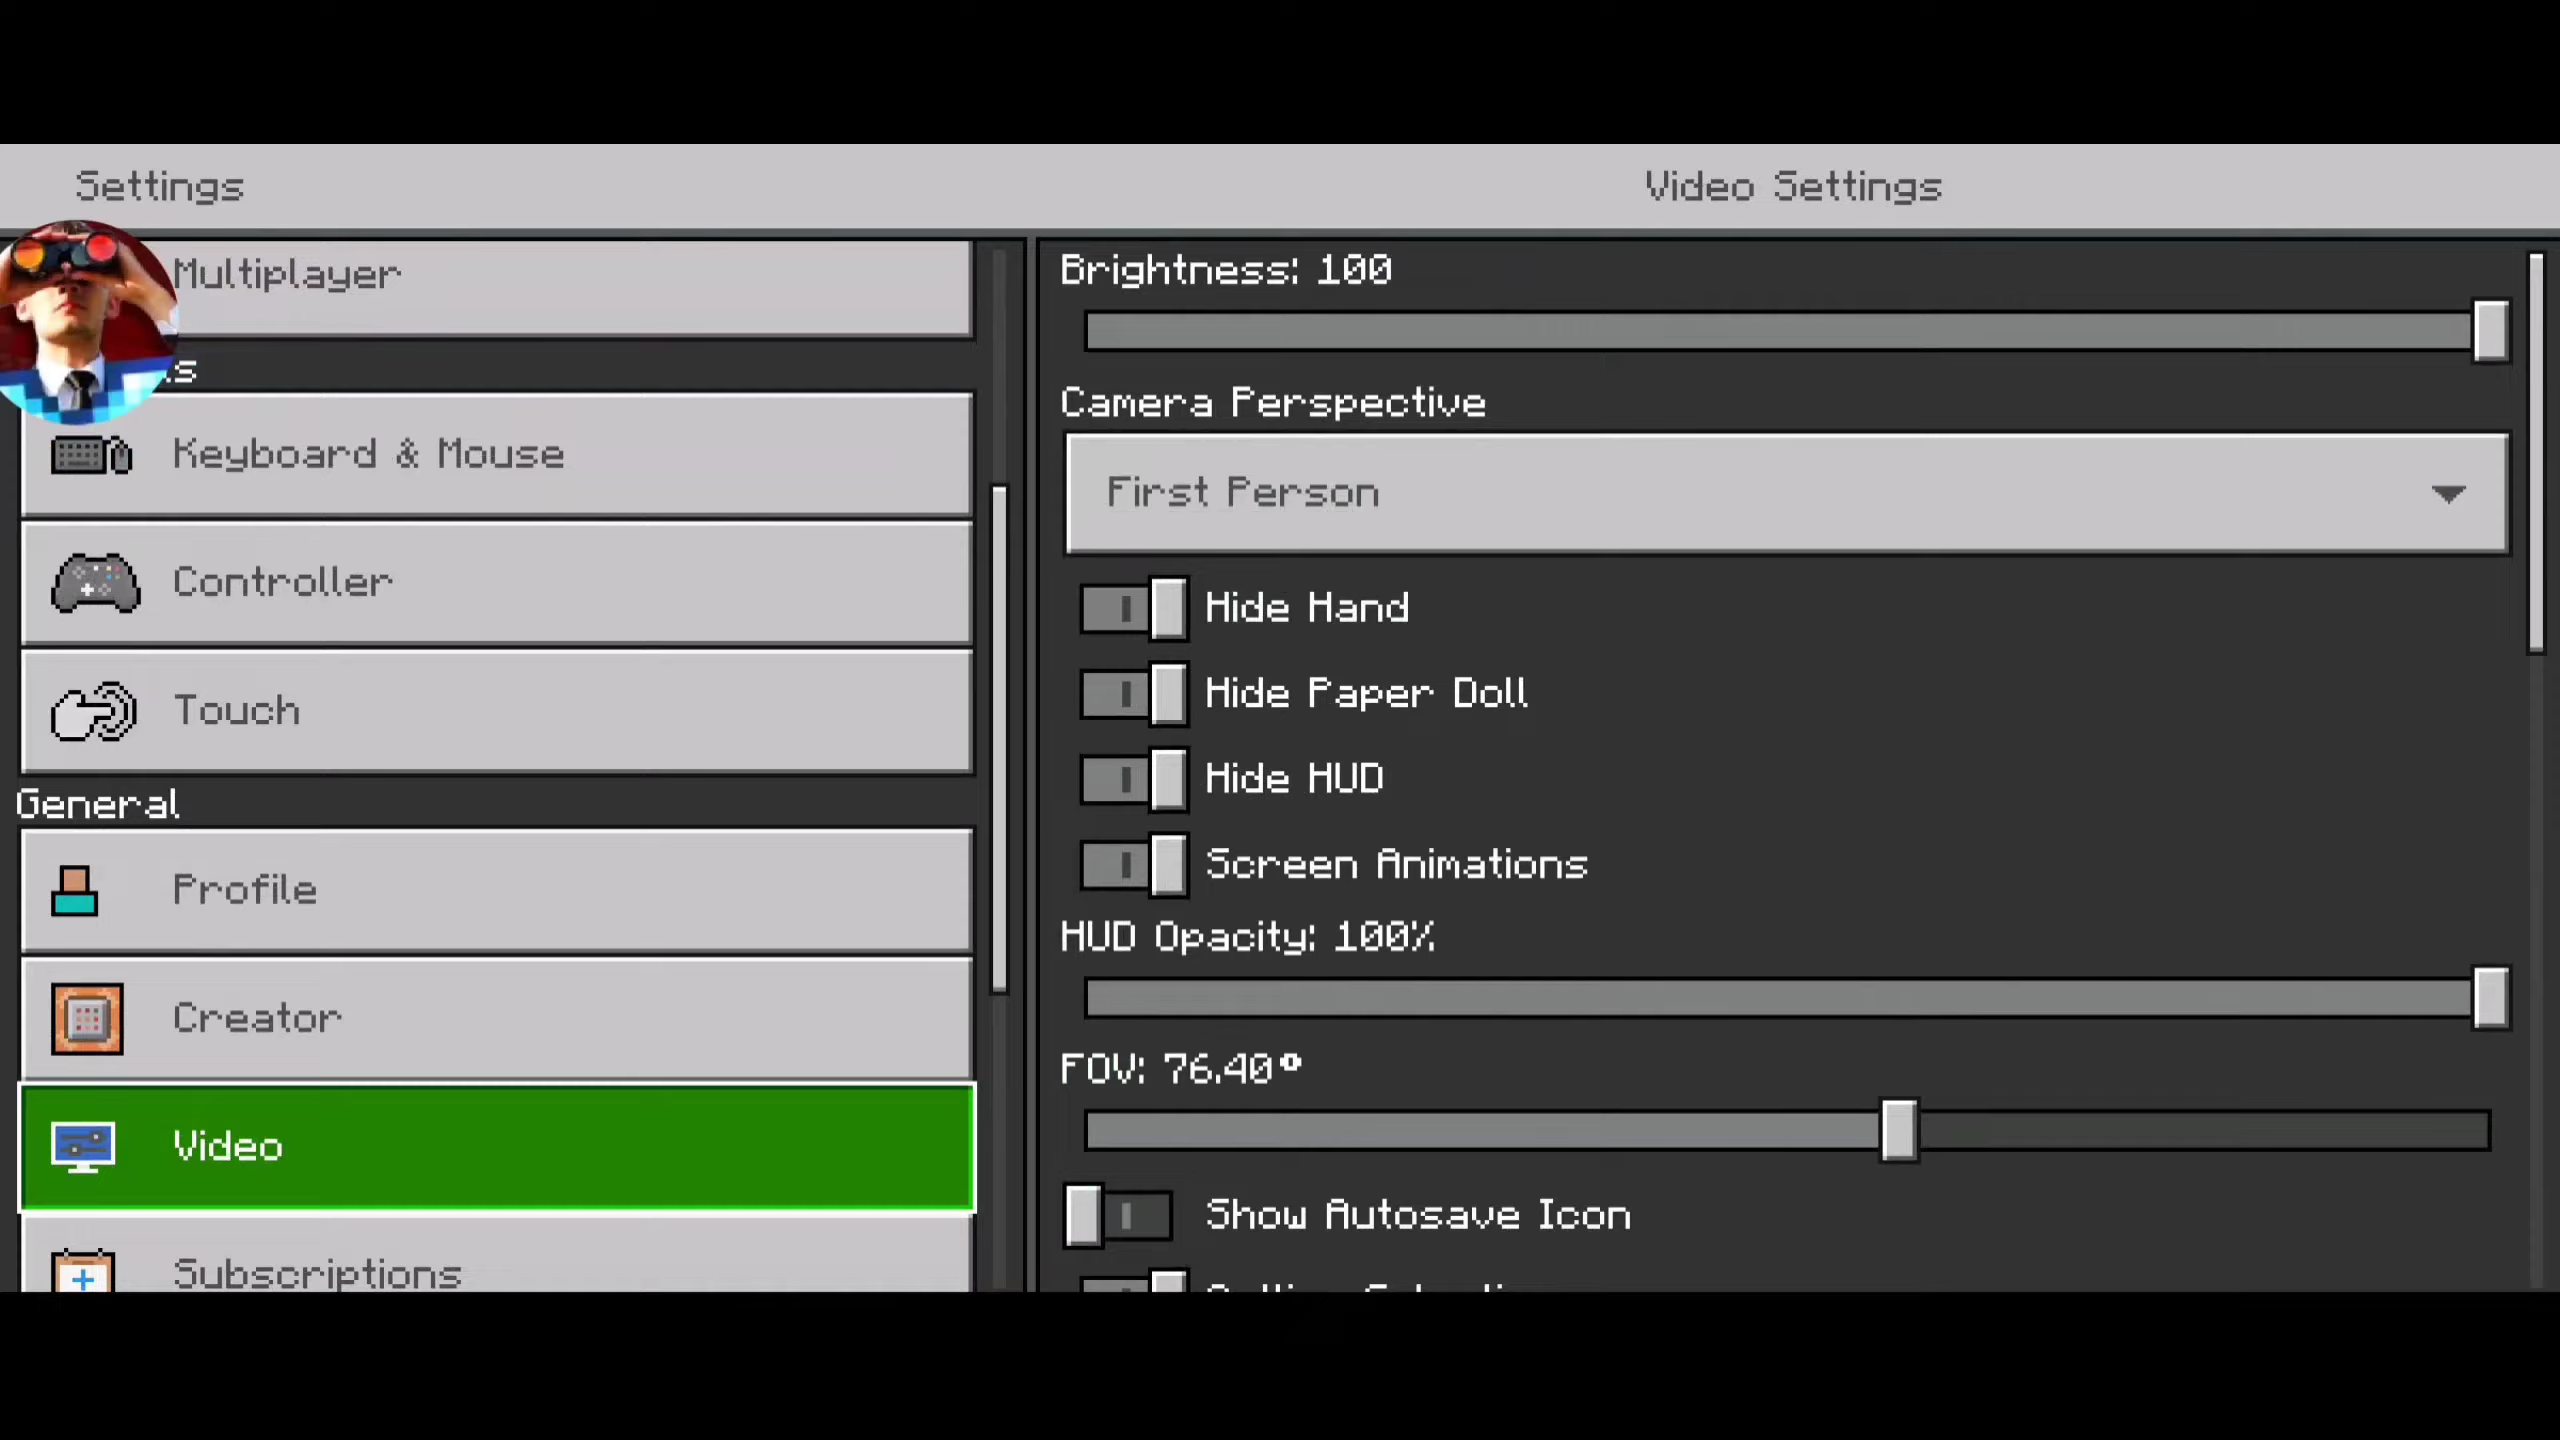 Settings
Video Settings
Multiplayer
Keyboard & Mouse
Controller
Touch
General
Profile
Creator
Video
Subscriptions
Brightness: 100
Camera Perspective
First Person
Hide Hand
Hide Paper Doll
Hide HUD
Screen Animations
HUD Opacity: 100%
FOV: 76.40°
Show Autosave Icon